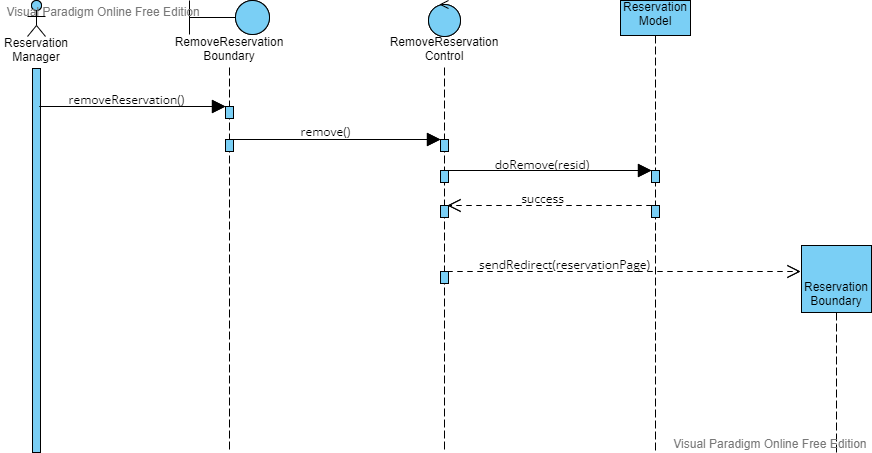 Visual Paradigm Online Free Edition
Reservation
Manager
RemoveReservation
Boundary
RemoveReservation
Control
Reservation
Model
removeReservation()
remove()
doRemove(resid)
success
sendRedirect(reservationPage)
Reservation
Boundary
Visual Paradigm Online Free Edition